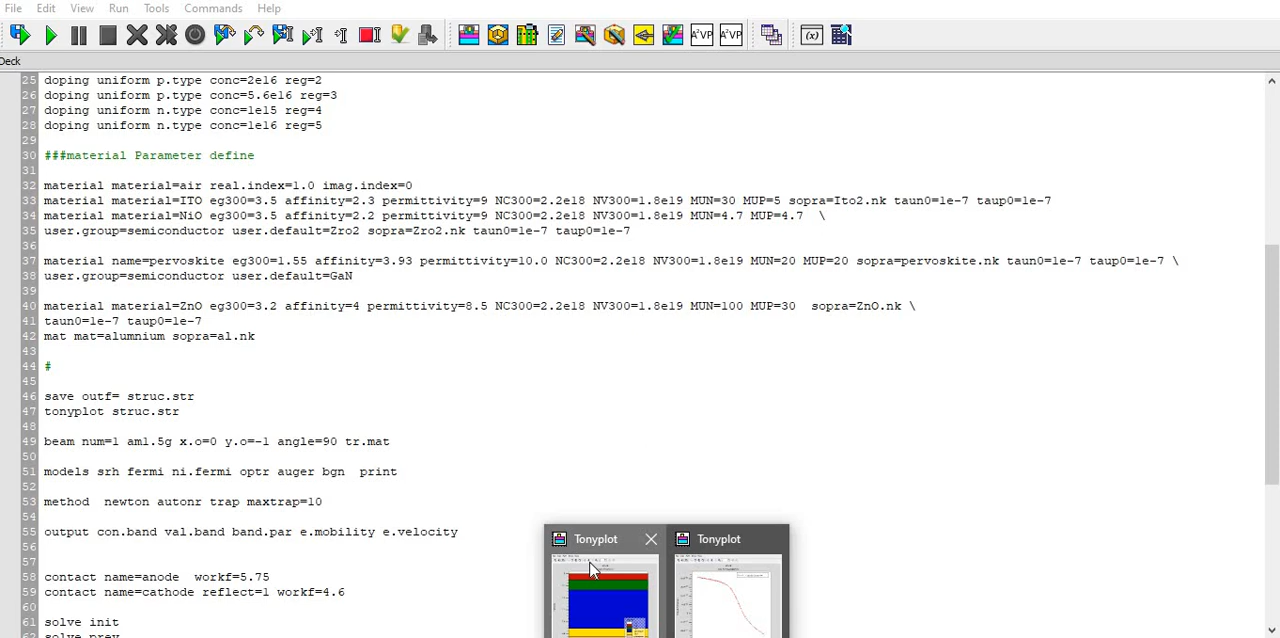 File Edit View Run Tools Commands Help
A²VP A²VP (x)
Deck
25 doping uniform p.type conc=2e16 reg=2
26 doping uniform p.type conc=5.6e16 reg=3
27 doping uniform n.type conc=1e15 reg=4
28 doping uniform n.type conc=1e16 reg=5
29
30 ###material Parameter define
31
32 material material=air real.index=1.0 imag.index=0
33 material material=ITO eg300=3.5 affinity=2.3 permittivity=9 NC300=2.2e18 NV300=1.8e19 MUN=30 MUP=5 sopra=Ito2.nk taun0=1e-7 taup0=1e-7
34 material material=NiO eg300=3.5 affinity=2.2 permittivity=9 NC300=2.2e18 NV300=1.8e19 MUN=4.7 MUP=4.7 \
35 user.group=semiconductor user.default=Zro2 sopra=Zro2.nk taun0=1e-7 taup0=1e-7
36
37 material name=pervoskite eg300=1.55 affinity=3.93 permittivity=10.0 NC300=2.2e18 NV300=1.8e19 MUN=20 MUP=20 sopra=pervoskite.nk taun0=1e-7 taup0=1e-7 \
38 user.group=semiconductor user.default=GaN
39
40 material material=ZnO eg300=3.2 affinity=4 permittivity=8.5 NC300=2.2e18 NV300=1.8e19 MUN=100 MUP=30 sopra=ZnO.nk \
41 taun0=1e-7 taup0=1e-7
42 mat mat=alumnium sopra=al.nk
43
44 #
45
46 save outf= struc.str
47 tonyplot struc.str
48
49 beam num=1 am1.5g x.o=0 y.o=-1 angle=90 tr.mat
50
51 models srh fermi ni.fermi optr auger bgn print
52
53 method newton autonr trap maxtrap=10
54
55 output con.band val.band band.par e.mobility e.velocity
56
57
58 contact name=anode workf=5.75
59 contact name=cathode reflect=1 workf=4.6
60
61 solve init
62 solve prev
Tonyplot Tonyplot